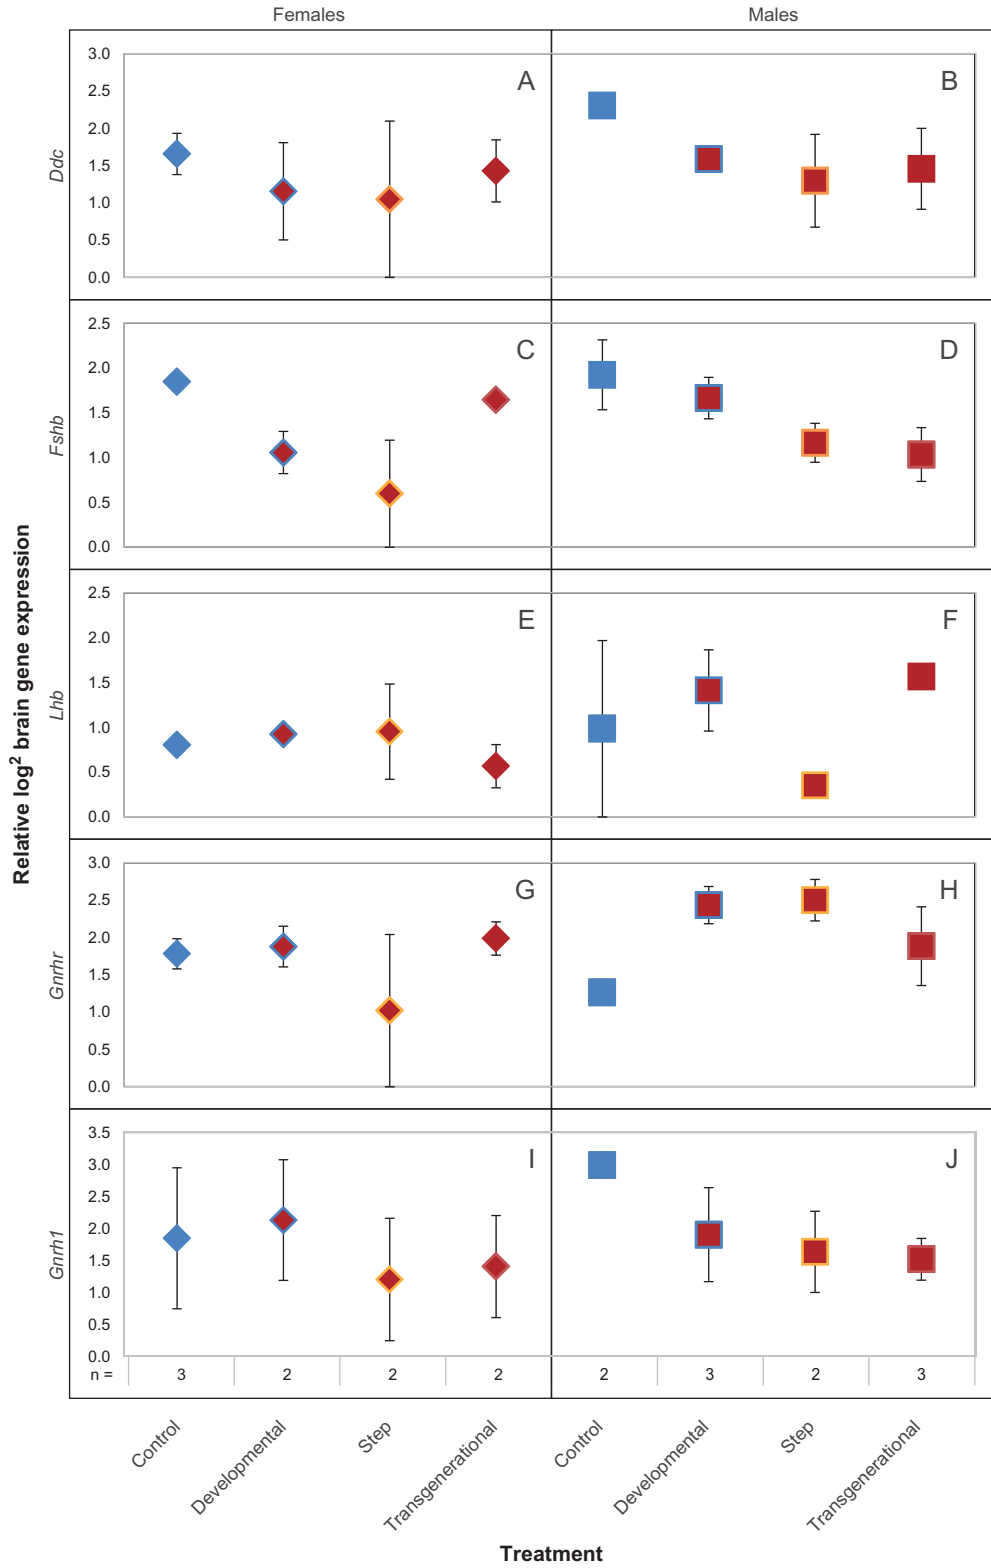 Females Males
Ddc
3.0
2.5
2.0
1.5
1.0
0.5
0.0
A
B
Fshb
2.5
2.0
1.5
1.0
0.5
0.0
C
D
Lhb
2.5
2.0
1.5
1.0
0.5
0.0
E
F
Gnrhr
3.0
2.5
2.0
1.5
1.0
0.5
0.0
G
H
Gnrh1
3.5
3.0
2.5
2.0
1.5
1.0
0.5
0.0
I
J
Relative log² brain gene expression
n = 3 2 2 2 2 3 2 3
Control Developmental Step Transgenerational Control Developmental Step Transgenerational
Treatment